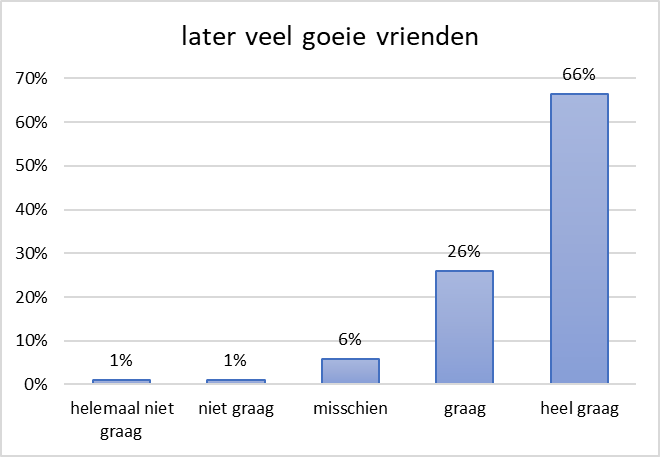 later veel goeie vrienden
70%
60%
50%
40%
30%
20%
10%
0%
1%
1%
6%
26%
66%
helemaal niet
graag
niet graag
misschien
graag
heel graag